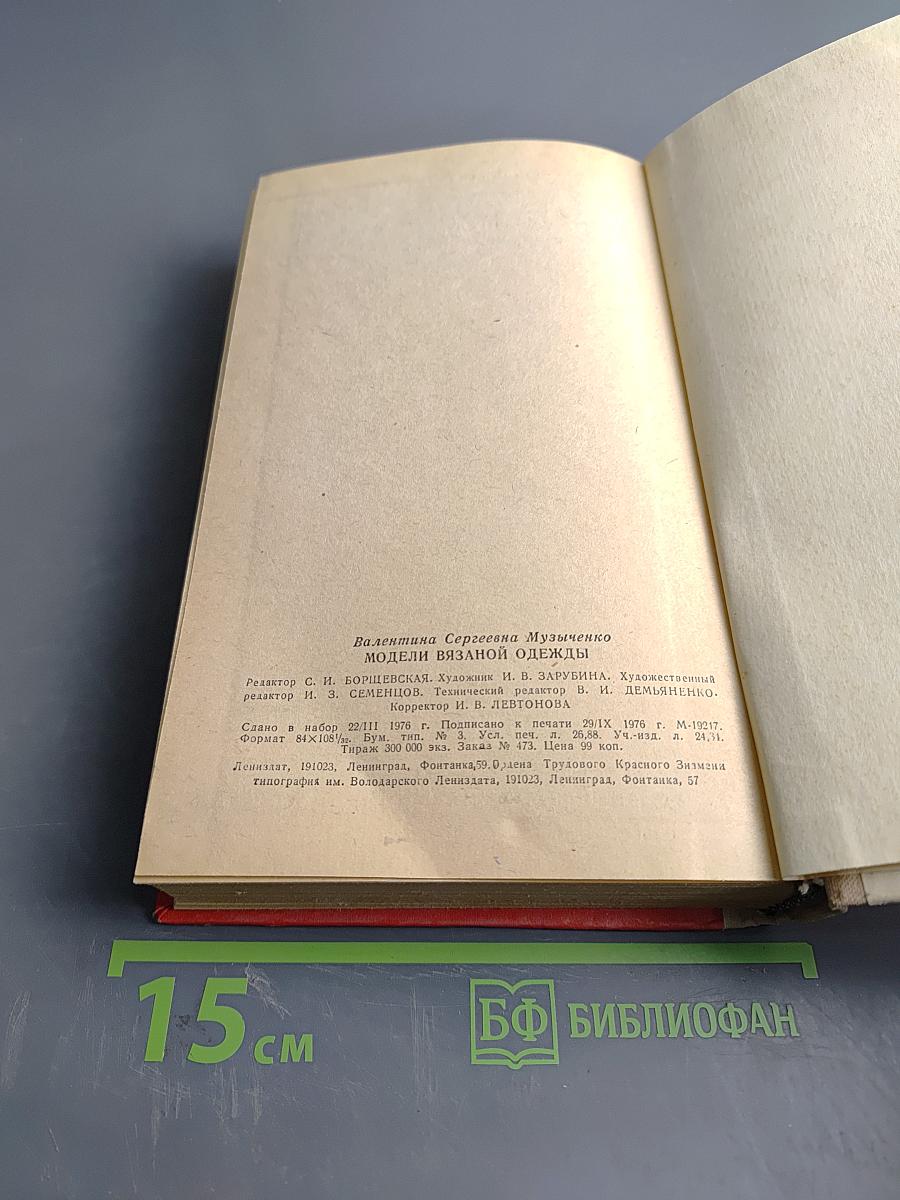 Валентина Сергеевна Музыченко
МОДЕЛИ ВЯЗАНОЙ ОДЕЖДЫ
Редактор С. И. БОРЩЕВСКАЯ. Художник И. В. ЗАРУБИНА. Художественный
редактор И. З. СЕМЕНЦОВ. Технический редактор В. И. ДЕМЬЯНЕНКО.
Корректор И. В. ЛЕВТОНОВА
Сдано в набор 22/III 1976 г. Подписано к печати 29/IX 1976 г. М-19217.
Формат 84×108 1/32. Бум. тип. № 3. Усл. печ. л. 26,88. Уч.-изд. л. 24,31.
Тираж 300 000 экз. Заказ № 473. Цена 99 коп.
Лениздат, 191023, Ленинград, Фонтанка,59. Ордена Трудового Красного Знамени
типография им. Володарского Лениздата, 191023, Ленинград, Фонтанка, 57
15 см
БФ БИБЛИОФАН